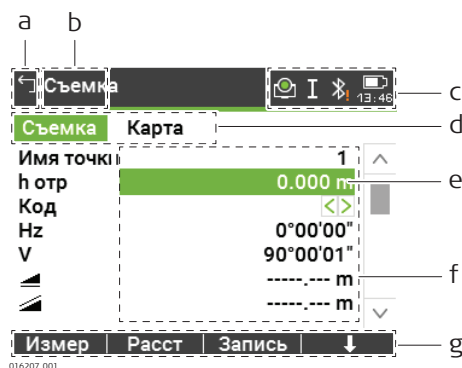 a b
Съемка 13:46 c
Съемка Карта d
Имя точки 1
h отр 0.000 m e
Код < >
Hz 0°00'00"
V 90°00'01"
-----.--- m f
-----.--- m
Измер Расст Запись ↓ g
016207_001